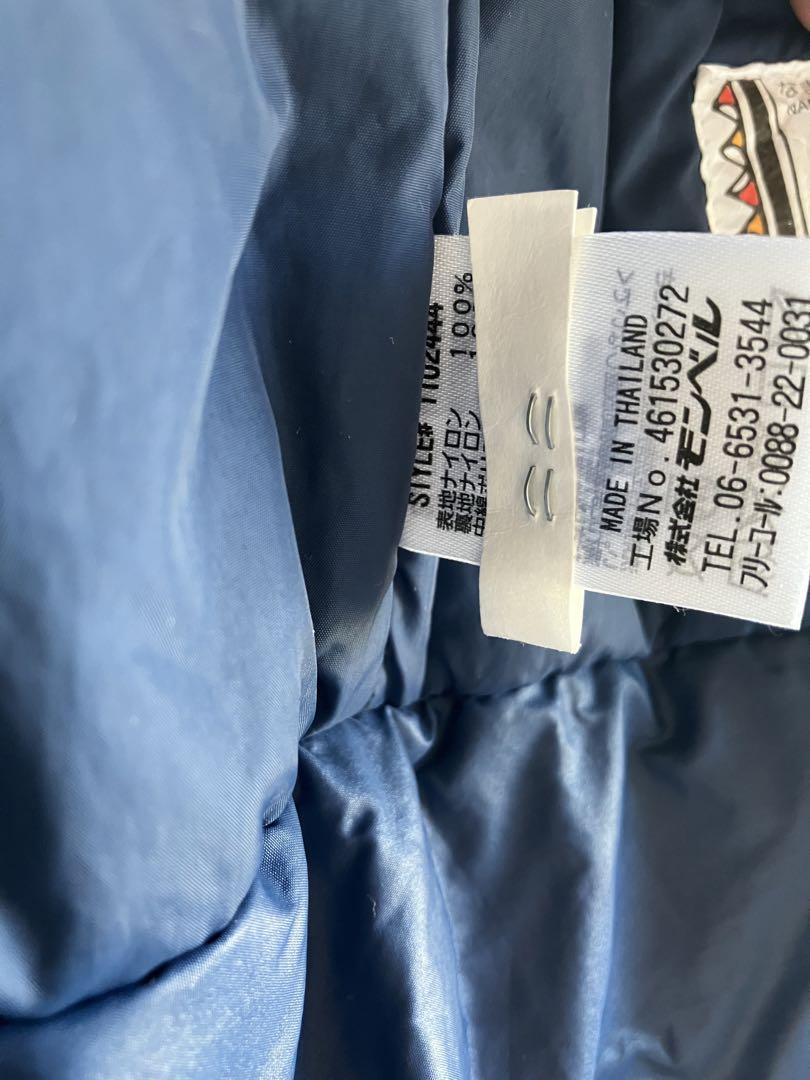 STYLE# 1102444
表地ナイロン 100%
裏地ナイロン
MADE IN THAILAND
工場No.461530272
株式会社モンベル
TEL.06-6531-3544
フリーコール:0088-22-0031